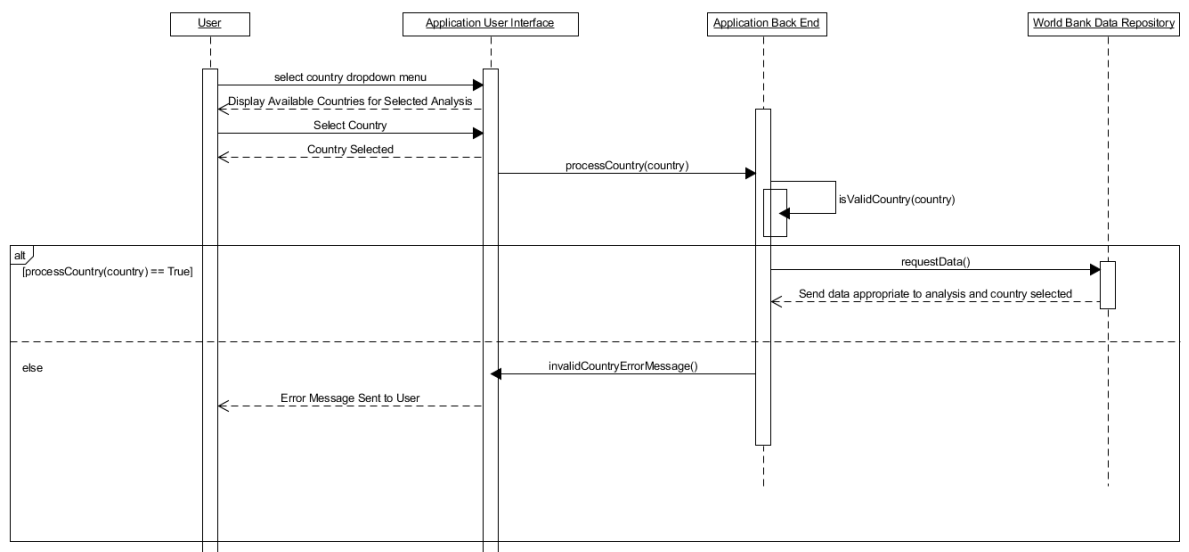 User
Application User Interface
Application Back End
World Bank Data Repository
select country dropdown menu
Display Available Countries for Selected Analysis
Select Country
Country Selected
processCountry(country)
isValidCountry(country)
alt
[processCountry(country) == True]
requestData()
Send data appropriate to analysis and country selected
else
invalidCountryErrorMessage()
Error Message Sent to User